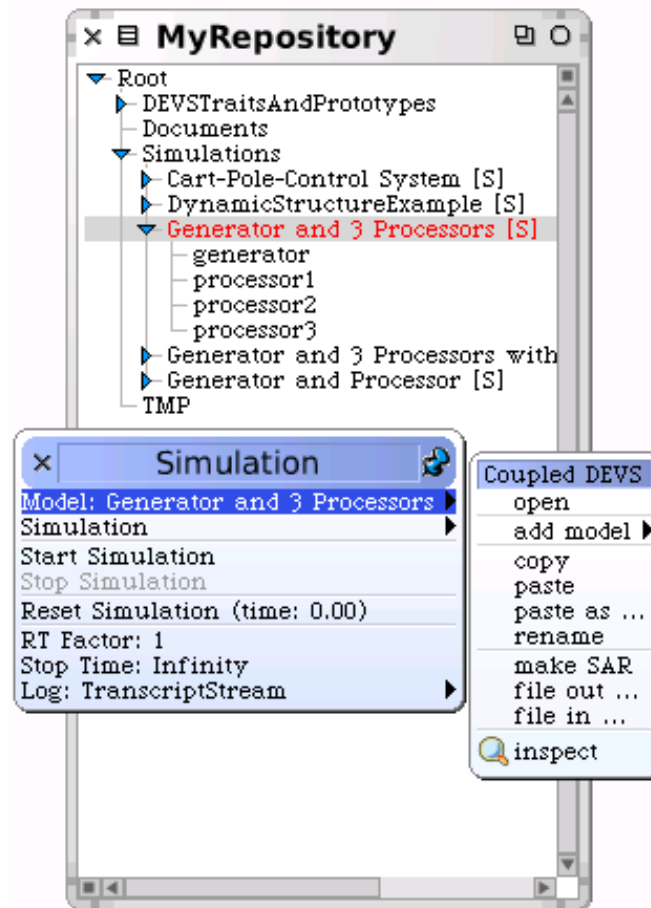 MyRepository
Root
DEVSTraitsAndPrototypes
Documents
Simulations
Cart-Pole-Control System [S]
DynamicStructureExample [S]
Generator and 3 Processors [S]
generator
processor1
processor2
processor3
Generator and 3 Processors with
Generator and Processor [S]
TMP
Simulation
Model: Generator and 3 Processors
Simulation
Start Simulation
Stop Simulation
Reset Simulation (time: 0.00)
RT Factor: 1
Stop Time: Infinity
Log: TranscriptStream
Coupled DEVS
open
add model
copy
paste
paste as ...
rename
make SAR
file out ...
file in ...
inspect